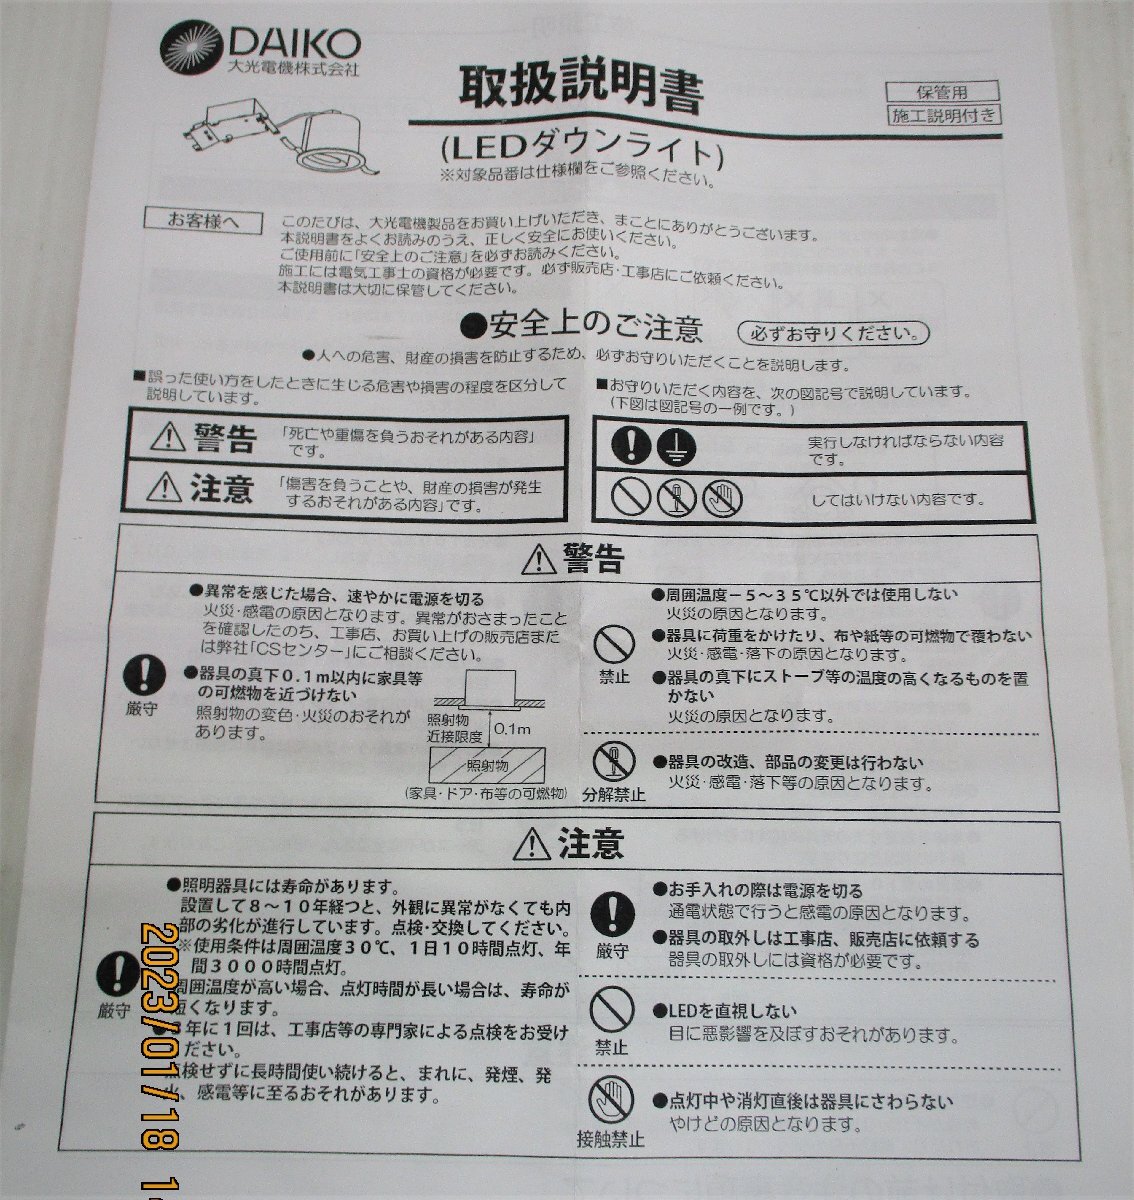 DAIKO
大光電機株式会社
取扱説明書
保管用
施工説明付き
(LEDダウンライト)
※対象品番は仕様欄をご参照ください。
お客様へ
このたびは、大光電機製品をお買い上げいただき、まことにありがとうございます。
本説明書をよくお読みのうえ、正しく安全にお使いください。
ご使用前に「安全上のご注意」を必ずお読みください。
施工には電気工事士の資格が必要です。必ず販売店・工事店にご依頼ください。
本説明書は大切に保管してください。
●安全上のご注意
必ずお守りください。
●人への危害、財産の損害を防止するため、必ずお守りいただくことを説明します。
■誤った使い方をしたときに生じる危害や損害の程度を区分して
説明しています。
警告
「死亡や重傷を負うおそれがある内容」
です。
注意
「傷害を負うことや、財産の損害が発生
するおそれがある内容」です。
■お守りいただく内容を、次の図記号で説明しています。
(下図は図記号の一例です。)
実行しなければならない内容
です。
してはいけない内容です。
警告
厳守
●異常を感じた場合、速やかに電源を切る
火災・感電の原因となります。異常がおさまったこと
を確認したのち、工事店、お買い上げの販売店また
は弊社「CSセンター」にご相談ください。
●器具の真下0.1m以内に家具等
の可燃物を近づけない
照射物の変色・火災のおそれが
あります。
照射物
近接限度
0.1m
照射物
(家具・ドア・布等の可燃物)
禁止
●周囲温度－5～35℃以外では使用しない
火災の原因となります。
●器具に荷重をかけたり、布や紙等の可燃物で覆わない
火災・感電・落下の原因となります。
●器具の真下にストーブ等の温度の高くなるものを置
かない
火災の原因となります。
分解禁止
●器具の改造、部品の変更は行わない
火災・感電・落下等の原因となります。
注意
厳守
●照明器具には寿命があります。
設置して8～10年経つと、外観に異常がなくても内
部の劣化が進行しています。点検・交換してください。
※使用条件は周囲温度30℃、1日10時間点灯、年
間3000時間点灯。
周囲温度が高い場合、点灯時間が長い場合は、寿命が
短くなります。
年に1回は、工事店等の専門家による点検をお受け
ださい。
点検せずに長時間使い続けると、まれに、発煙、発
火、感電等に至るおそれがあります。
厳守
●お手入れの際は電源を切る
通電状態で行うと感電の原因となります。
●器具の取外しは工事店、販売店に依頼する
器具の取外しには資格が必要です。
禁止
●LEDを直視しない
目に悪影響を及ぼすおそれがあります。
接触禁止
●点灯中や消灯直後は器具にさわらない
やけどの原因となります。
2023/01/18